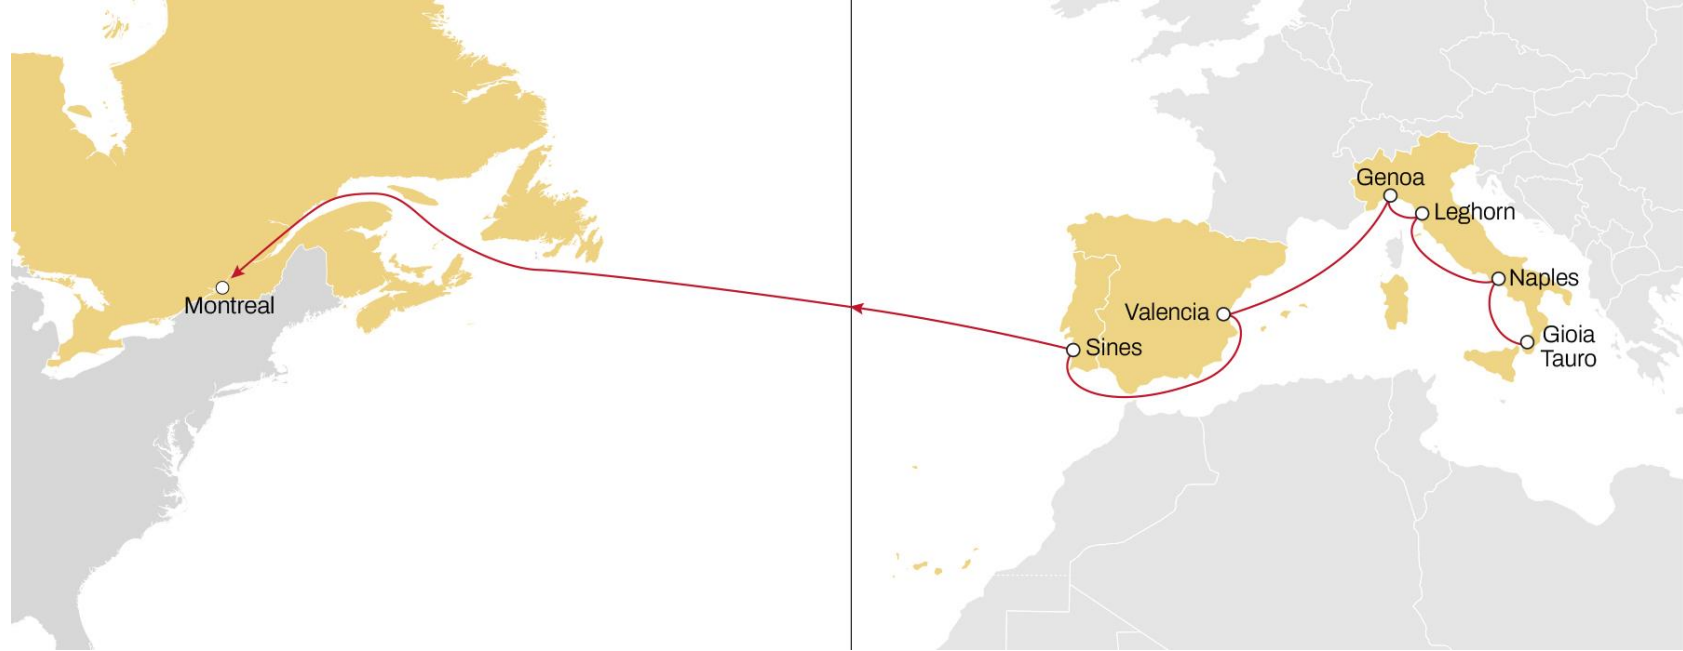 Montreal
Sines
Valencia
Genoa
Leghorn
Naples
Gioia
Tauro